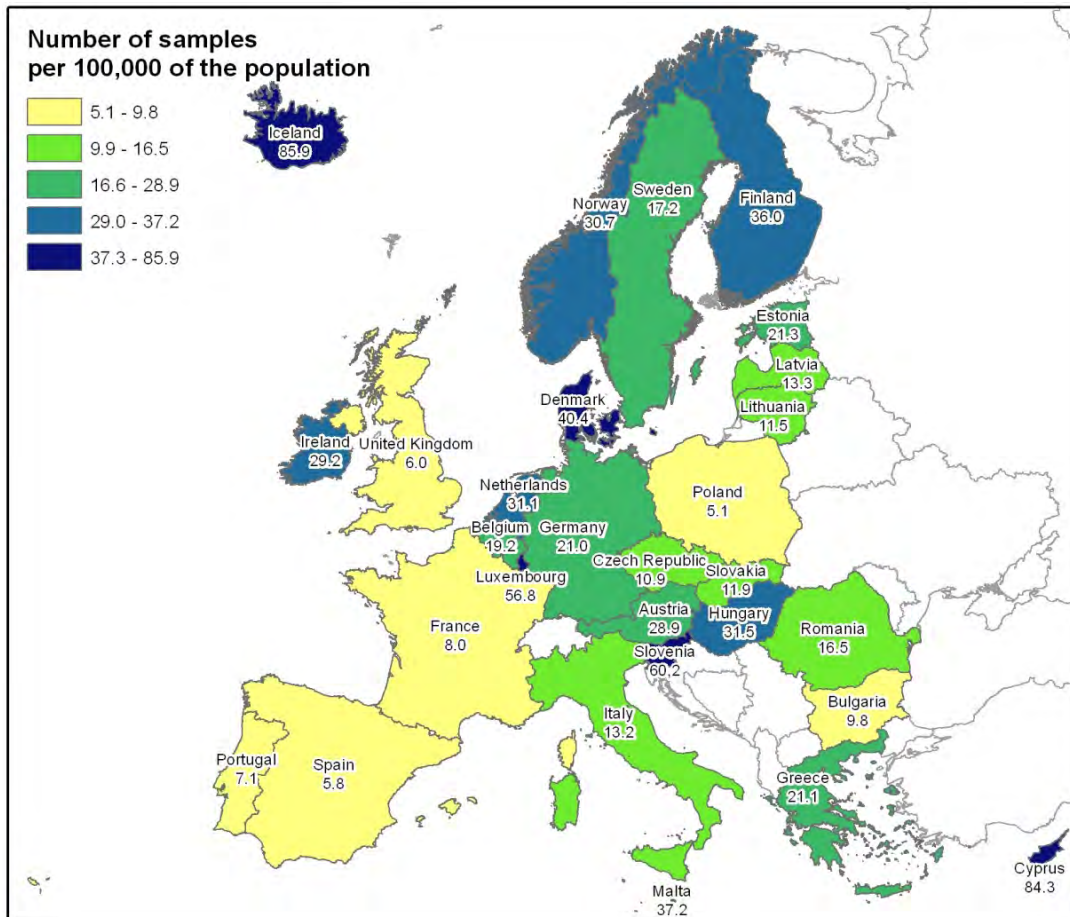 Number of samples
per 100,000 of the population
5.1 - 9.8
9.9 - 16.5
16.6 - 28.9
29.0 - 37.2
37.3 - 85.9
Iceland
85.9
Norway
30.7
Sweden
17.2
Finland
36.0
Estonia
21.3
Latvia
13.3
Lithuania
11.5
Denmark
40.4
Ireland
29.2
United Kingdom
6.0
Netherlands
31.1
Belgium
19.2
Germany
21.0
Poland
5.1
Luxembourg
56.8
Czech Republic
10.9
Slovakia
11.9
Austria
28.9
Hungary
31.5
Slovenia
60.2
France
8.0
Romania
16.5
Bulgaria
9.8
Italy
13.2
Portugal
7.1
Spain
5.8
Greece
21.1
Malta
37.2
Cyprus
84.3